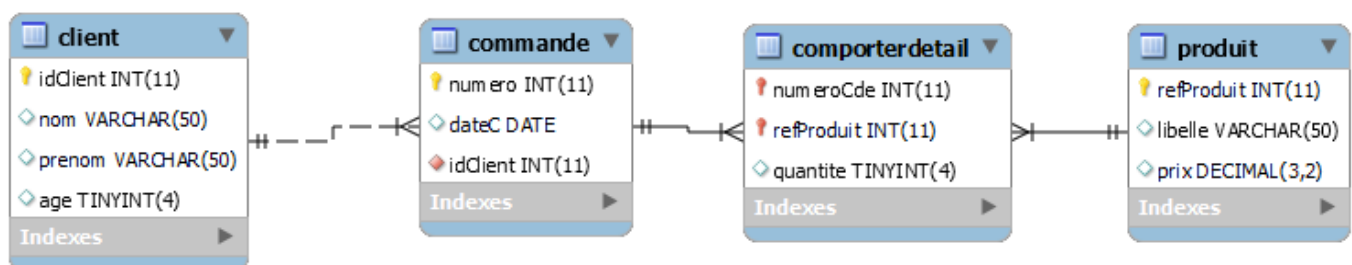 client
idClient INT(11)
nom VARCHAR(50)
prenom VARCHAR(50)
age TINYINT(4)
Indexes
commande
numero INT(11)
dateC DATE
idClient INT(11)
Indexes
comporterdetail
numeroCde INT(11)
refProduit INT(11)
quantite TINYINT(4)
Indexes
produit
refProduit INT(11)
libelle VARCHAR(50)
prix DECIMAL(3,2)
Indexes